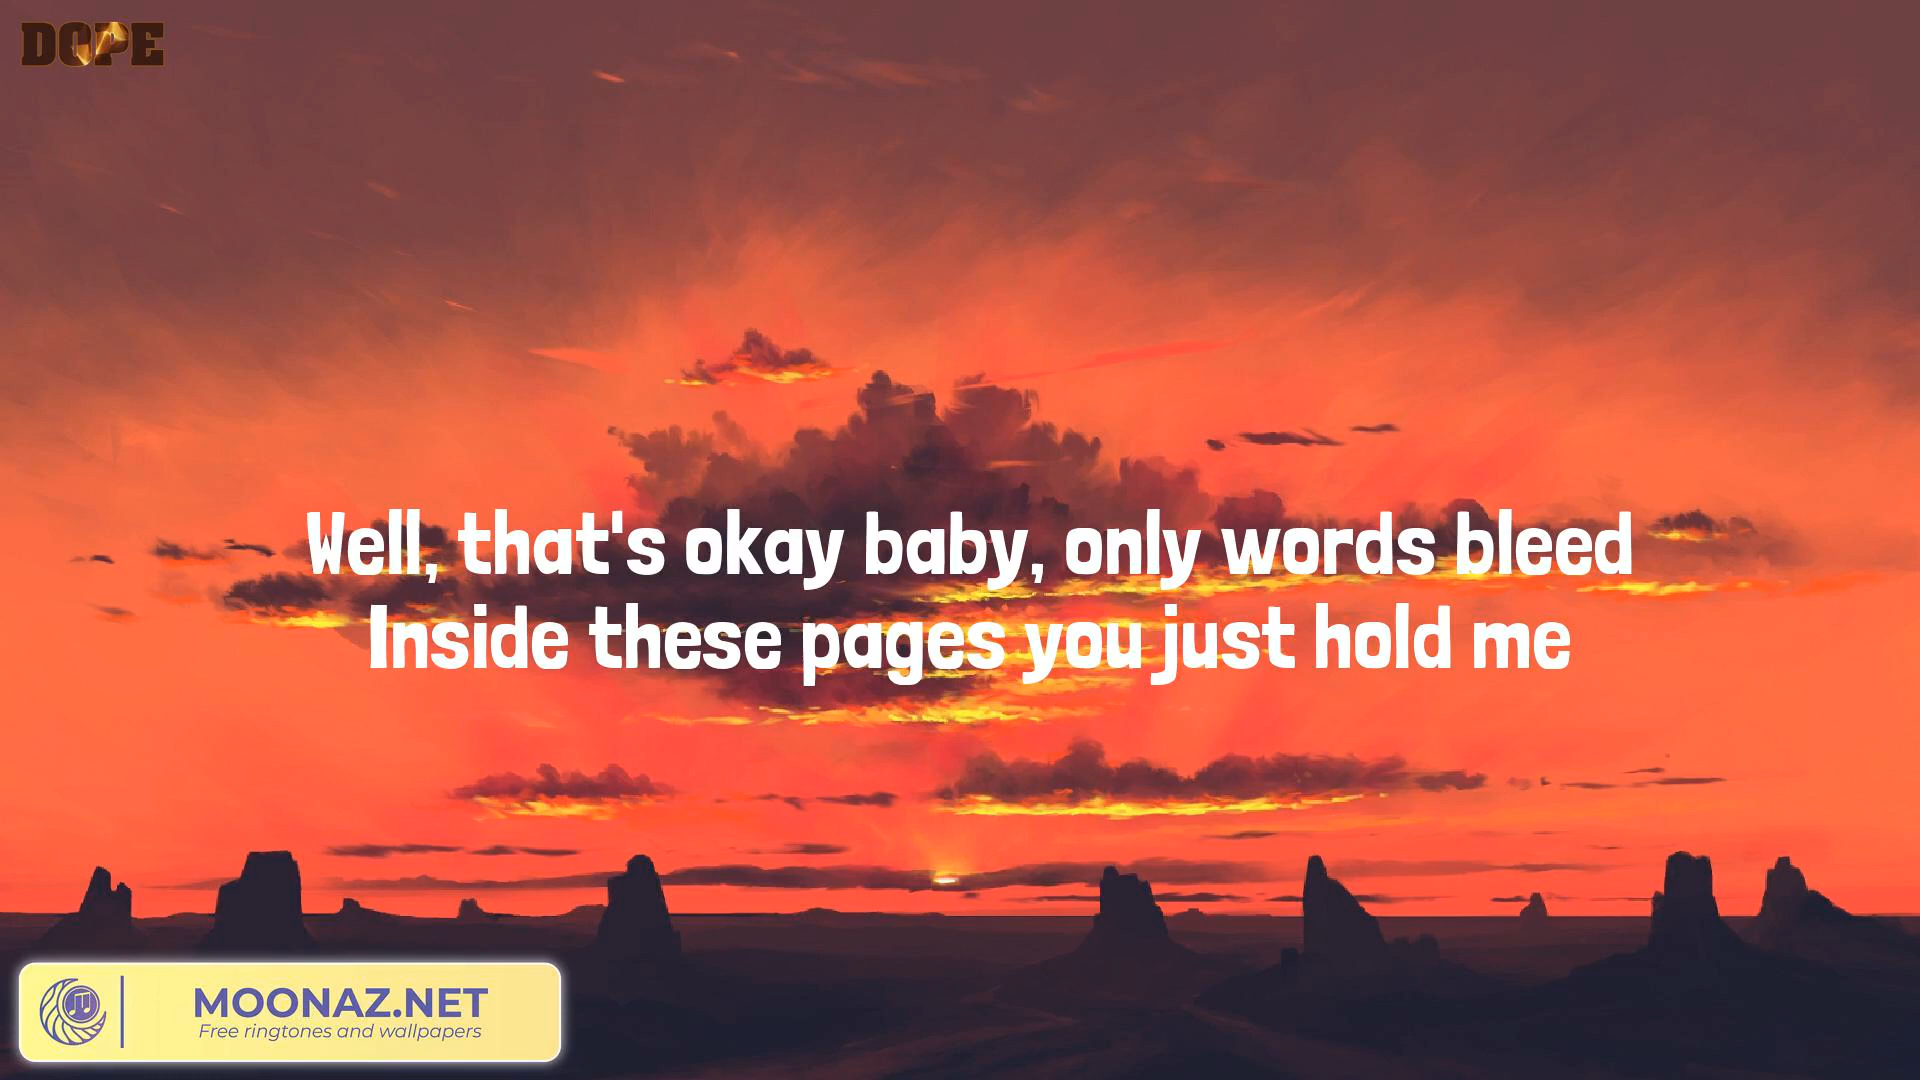 DOPE
Well, that's okay baby, only words bleed
Inside these pages you just hold me
MOONAZ.NET
Free ringtones and wallpapers